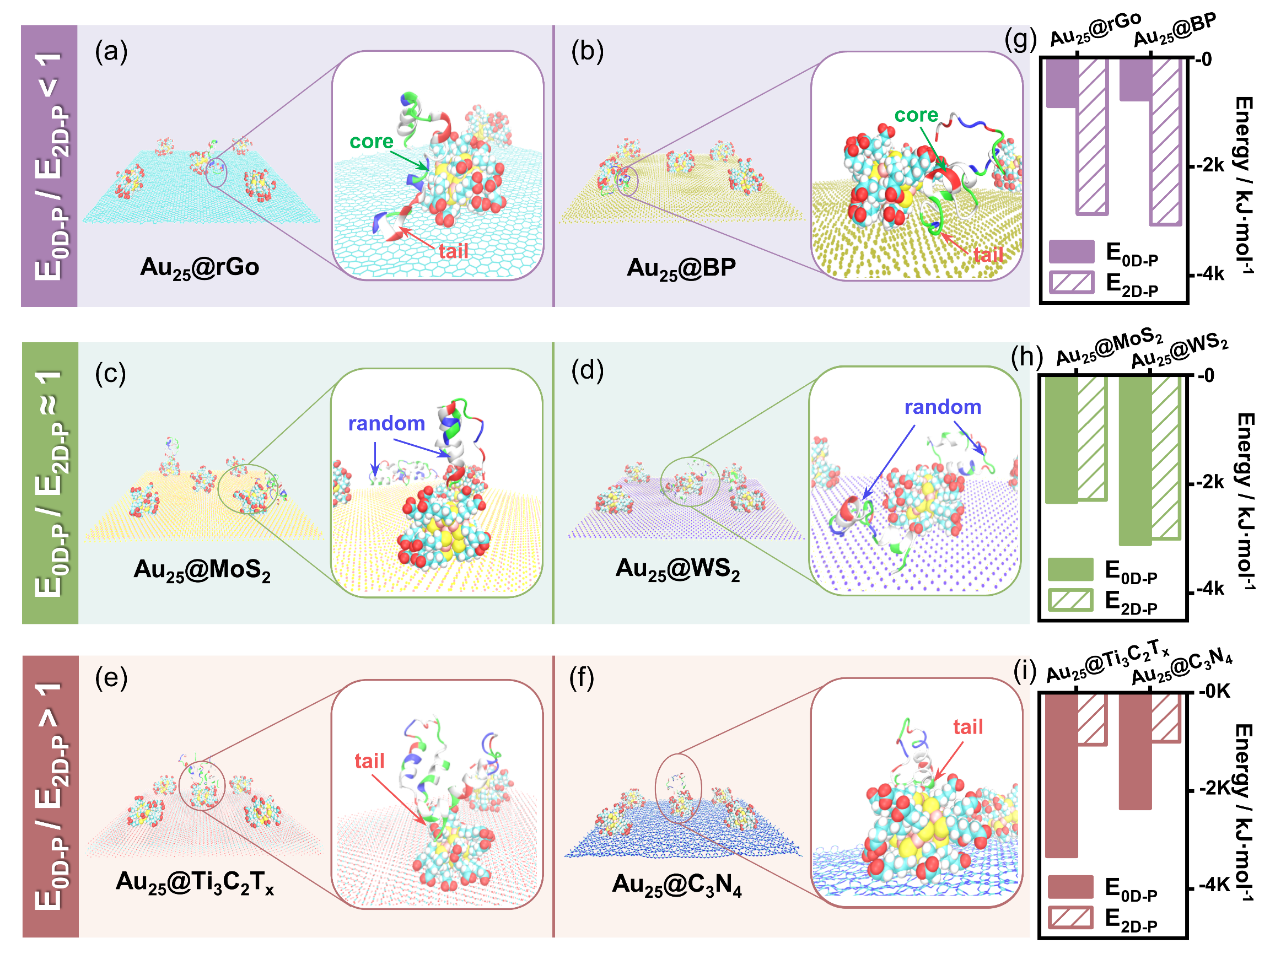 E0D-P / E2D-P < 1
(a)
core
tail
Au25@rGo
(b)
core
tail
Au25@BP
(g)
Au25@rGo
Au25@BP
-0
-2k
-4k
Energy / kJ·mol-1
E0D-P
E2D-P
E0D-P / E2D-P ≈ 1
(c)
random
Au25@MoS2
(d)
random
Au25@WS2
(h)
Au25@MoS2
Au25@WS2
-0
-2k
-4k
Energy / kJ·mol-1
E0D-P
E2D-P
E0D-P / E2D-P > 1
(e)
tail
Au25@Ti3C2Tx
(f)
tail
Au25@C3N4
(i)
Au25@Ti3C2Tx
Au25@C3N4
-0K
-2K
-4K
Energy / kJ·mol-1
E0D-P
E2D-P